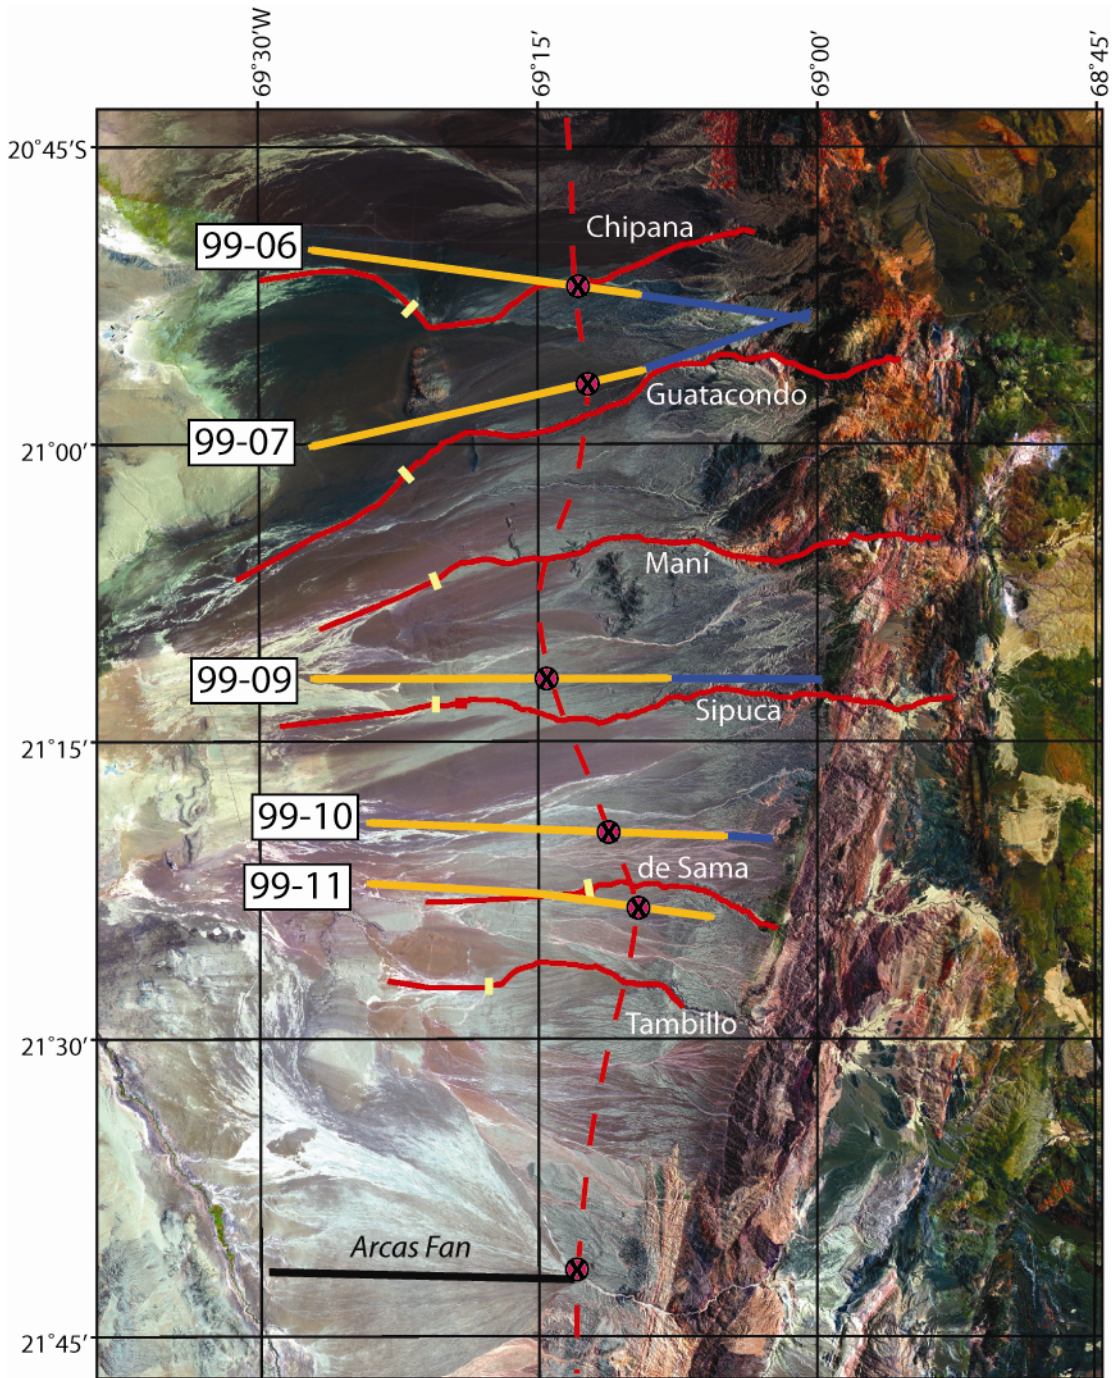 69°30'W
69°15'
69°00'
68°45'
20°45'S
Chipana
99-06
Guatacondo
99-07
21°00'
Maní
99-09
Sipuca
21°15'
99-10
de Sama
99-11
Tambillo
21°30'
Arcas Fan
21°45'